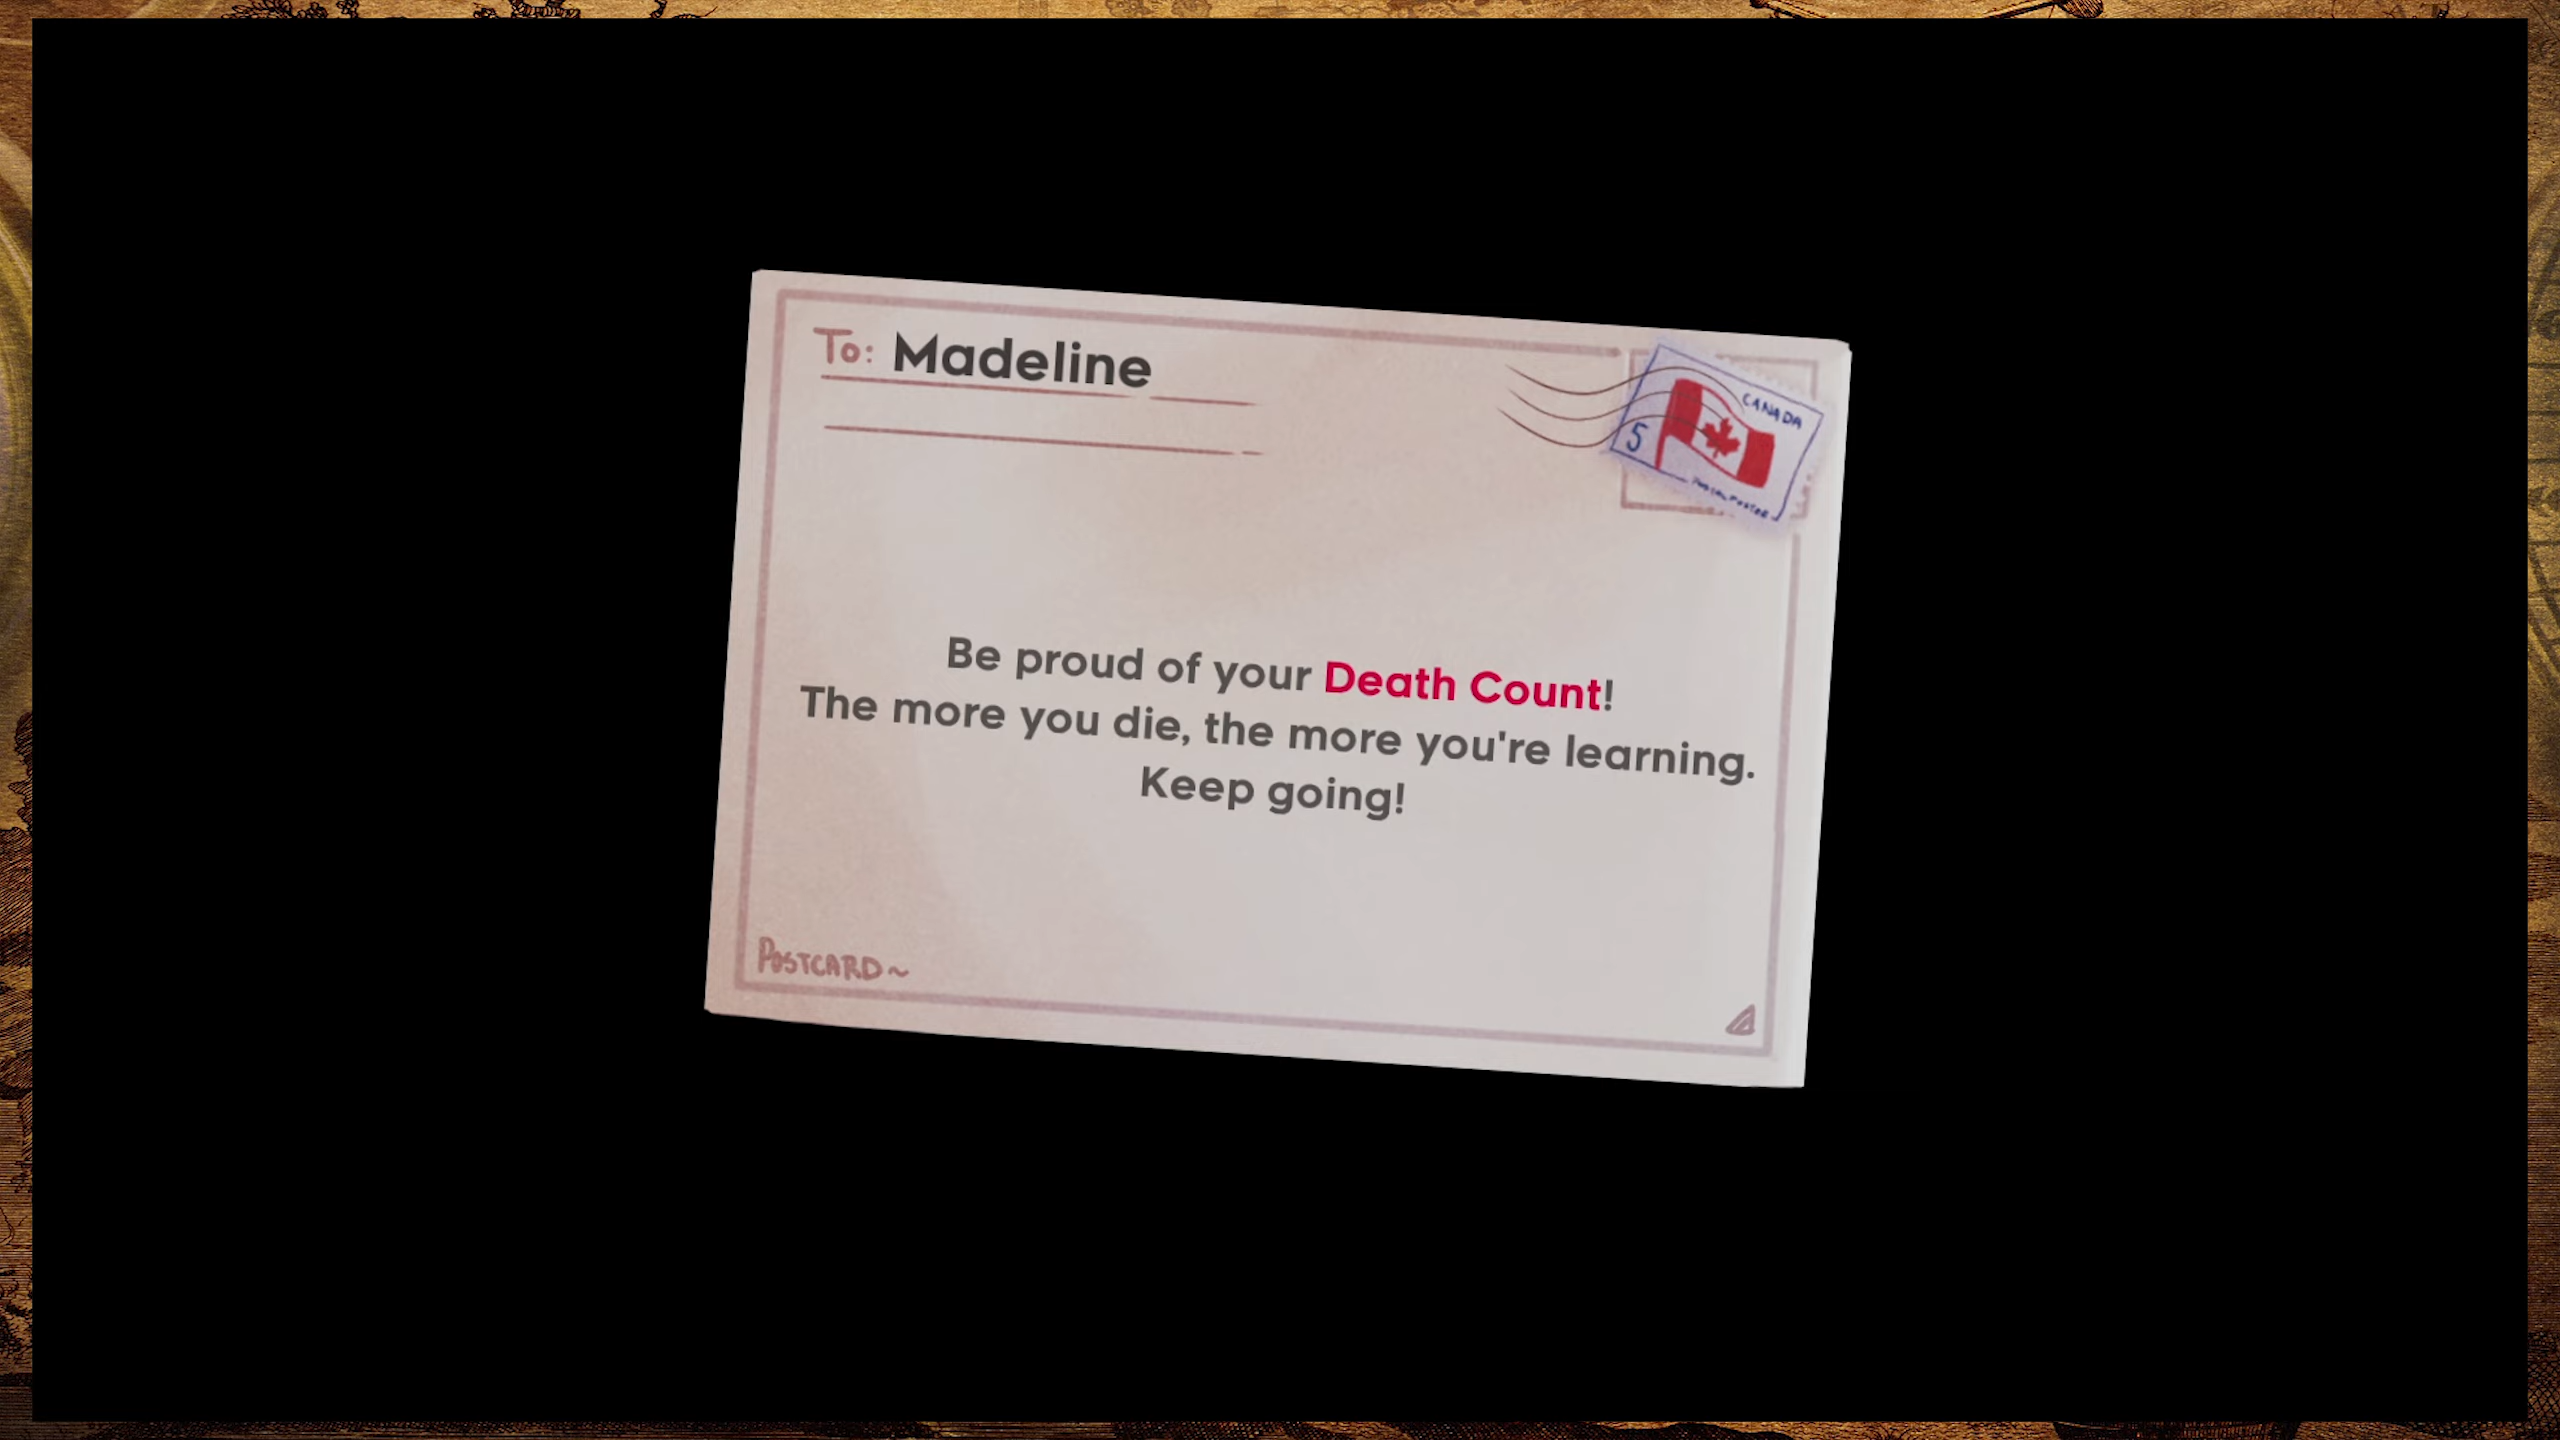 To: Madeline
CANADA
5
Be proud of your Death Count!
The more you die, the more you're learning.
Keep going!
POSTCARD~